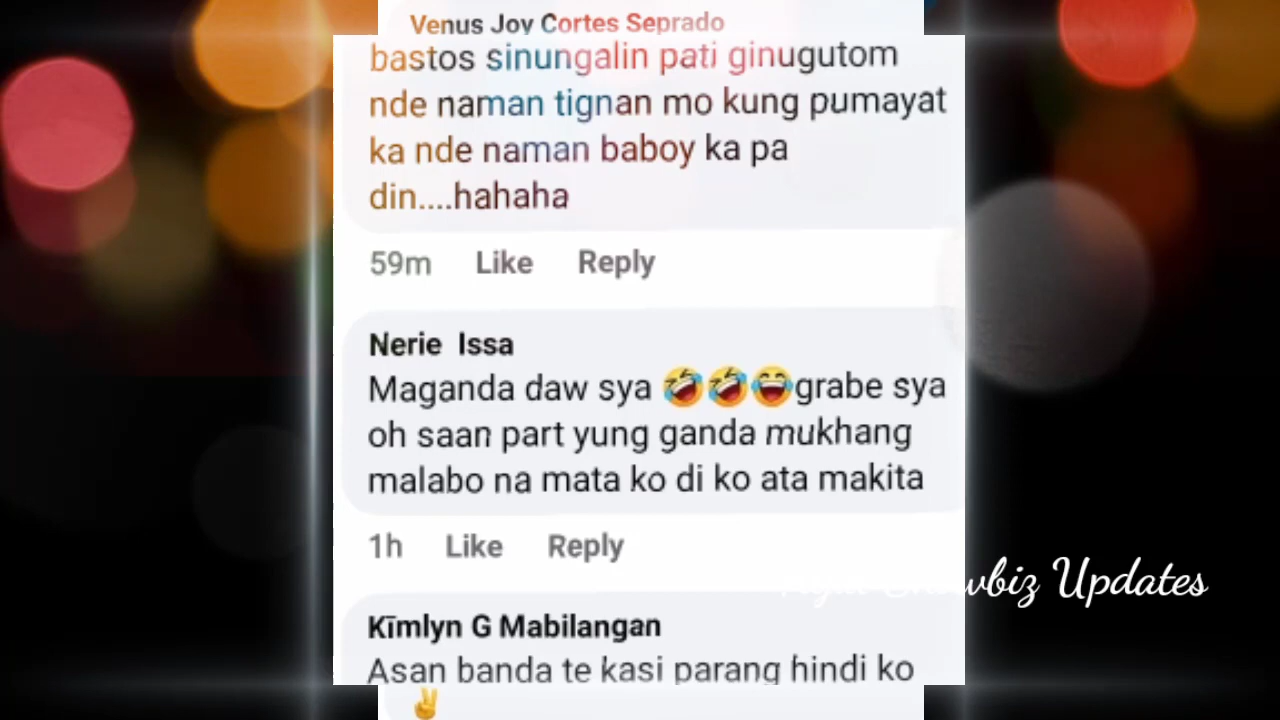 Venus Joy Cortes Seprado
bastos sinungalin pati ginugutom
nde naman tignan mo kung pumayat
ka nde naman baboy ka pa
din....hahaha
59m Like Reply
Nerie Issa
Maganda daw sya 🤣🤣😂grabe sya
oh saan part yung ganda mukhang
malabo na mata ko di ko ata makita
1h Like Reply
Updates
Kīmlyn G Mabilangan
Asan banda te kasi parang hindi ko
✌